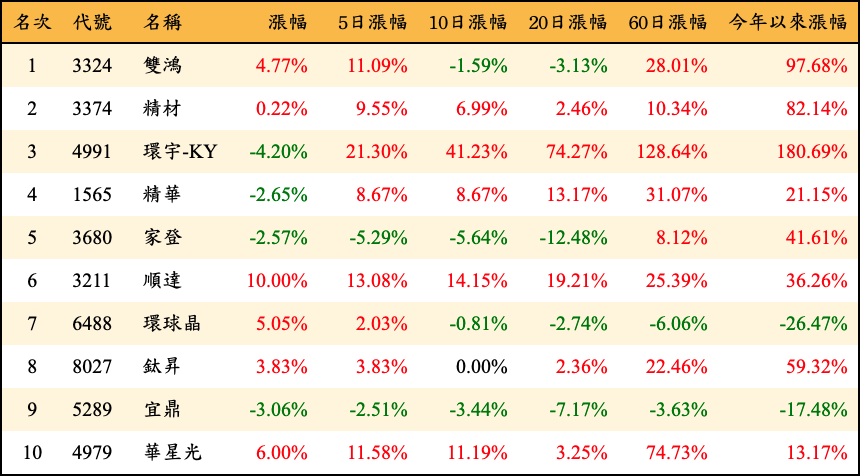 名次 代號 名稱 漲幅 5日漲幅 10日漲幅 20日漲幅 60日漲幅 今年以來漲幅
1 3324 雙鴻 4.77% 11.09% -1.59% -3.13% 28.01% 97.68%
2 3374 精材 0.22% 9.55% 6.99% 2.46% 10.34% 82.14%
3 4991 環宇-KY -4.20% 21.30% 41.23% 74.27% 128.64% 180.69%
4 1565 精華 -2.65% 8.67% 8.67% 13.17% 31.07% 21.15%
5 3680 家登 -2.57% -5.29% -5.64% -12.48% 8.12% 41.61%
6 3211 順達 10.00% 13.08% 14.15% 19.21% 25.39% 36.26%
7 6488 環球晶 5.05% 2.03% -0.81% -2.74% -6.06% -26.47%
8 8027 鈦昇 3.83% 3.83% 0.00% 2.36% 22.46% 59.32%
9 5289 宜鼎 -3.06% -2.51% -3.44% -7.17% -3.63% -17.48%
10 4979 華星光 6.00% 11.58% 11.19% 3.25% 74.73% 13.17%